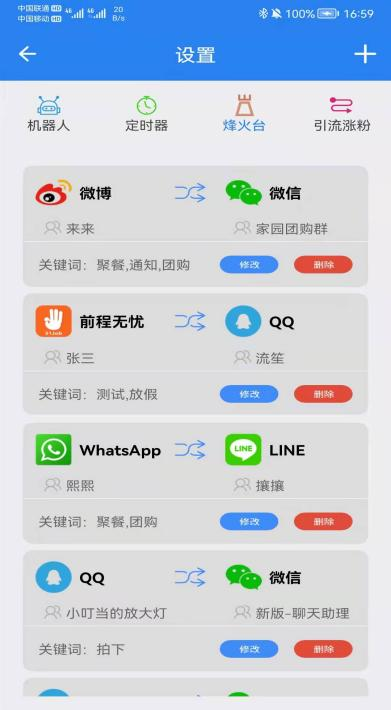 中国联通 HD 4G 4G 20 100% 16:59
中国移动 HD B/s
设置
机器人 定时器 烽火台 引流涨粉
微博 微信
来来 家园团购群
关键词：聚餐,通知,团购 修改 删除
前程无忧 QQ
张三 流笙
关键词：测试,放假 修改 删除
WhatsApp LINE LINE
熙熙 攘攘
关键词：聚餐,团购 修改 删除
QQ 微信
小叮当的放大灯 新版-聊天助理
关键词：拍下 修改 删除